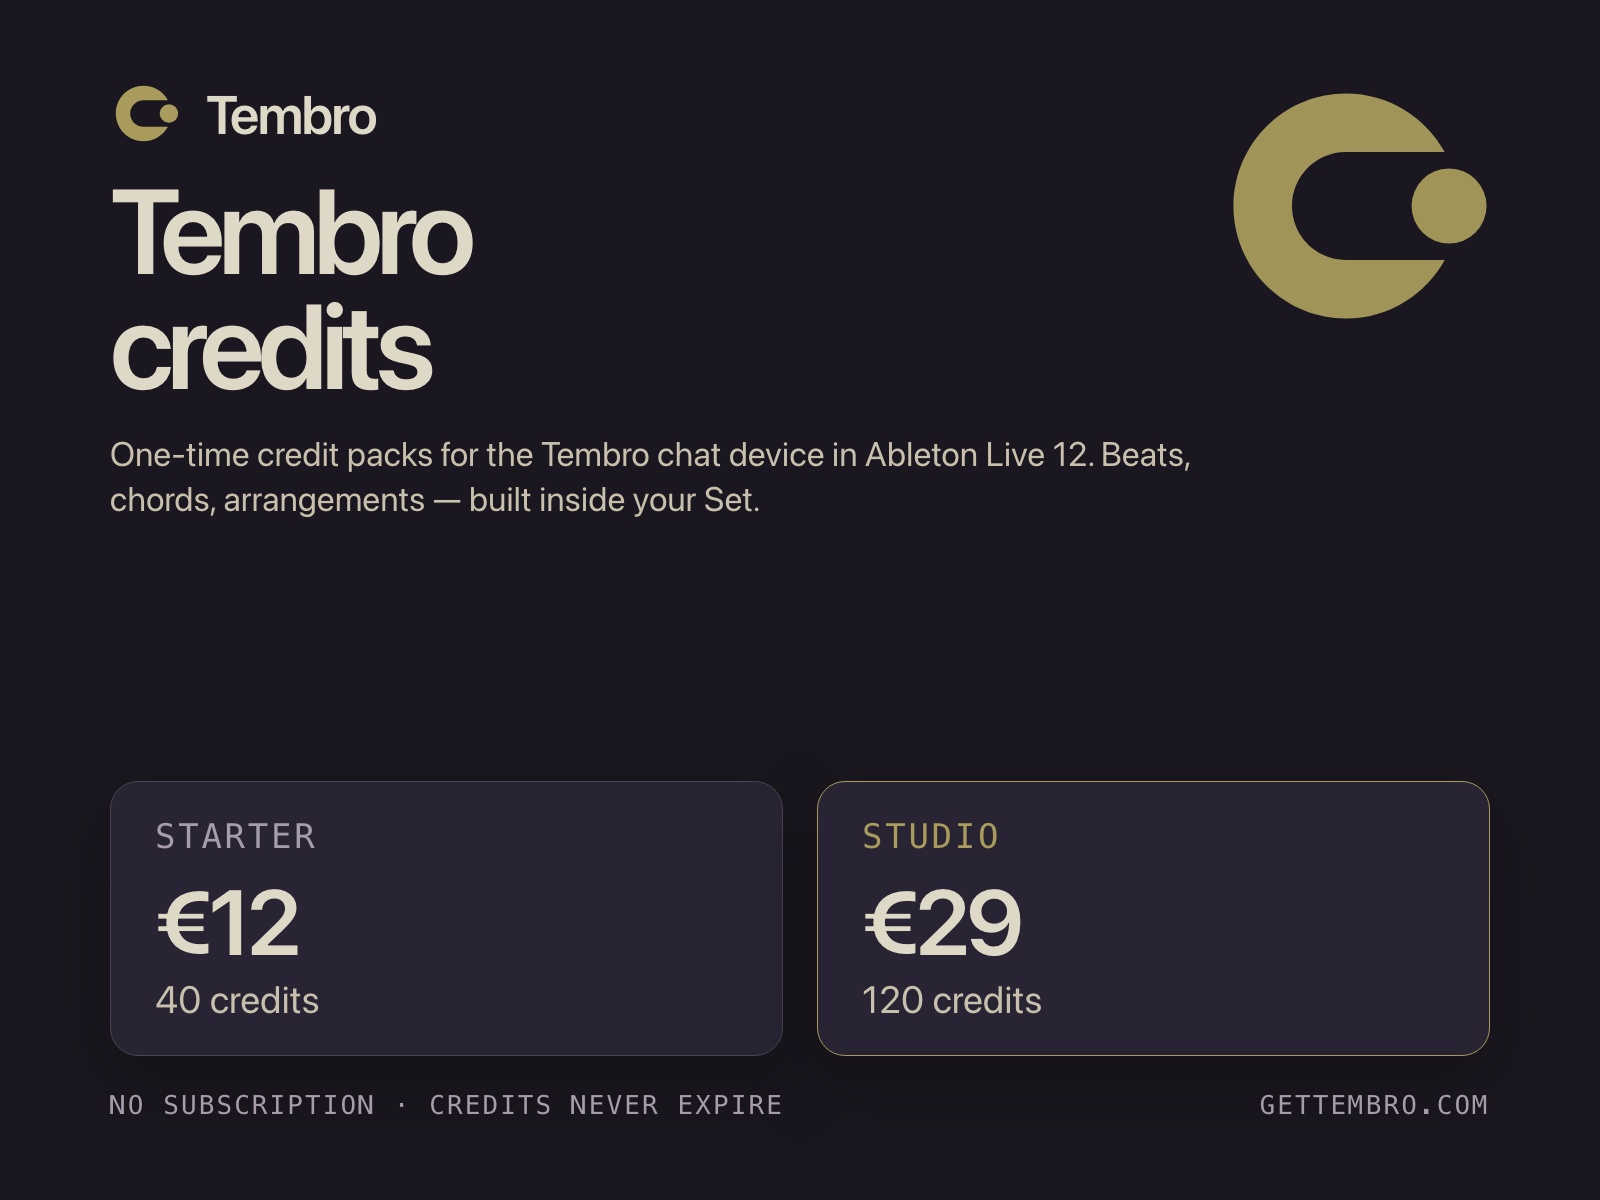 Tembro
Tembro
credits
One-time credit packs for the Tembro chat device in Ableton Live 12. Beats,
chords, arrangements — built inside your Set.
STARTER
€12
40 credits
STUDIO
€29
120 credits
NO SUBSCRIPTION · CREDITS NEVER EXPIRE
GETTEMBRO.COM